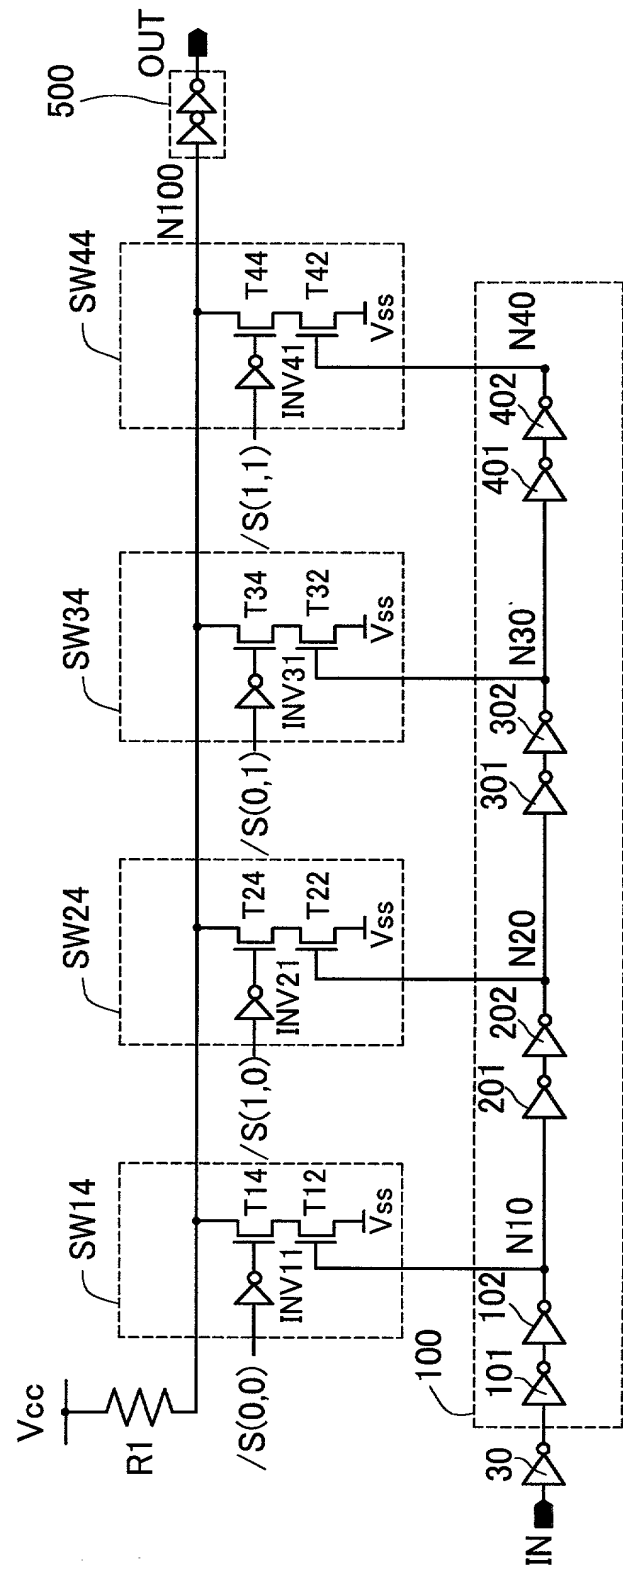 500
OUT
N100
SW44
T44
T42
INV41
Vss
/S(1,1)
SW34
T34
T32
INV31
Vss
/S(0,1)
SW24
T24
T22
INV21
Vss
/S(1,0)
SW14
T14
T12
INV11
Vss
/S(0,0)
Vcc
R1
N40
402
401
N30
302
301
N20
202
201
N10
102
101
100
30
IN